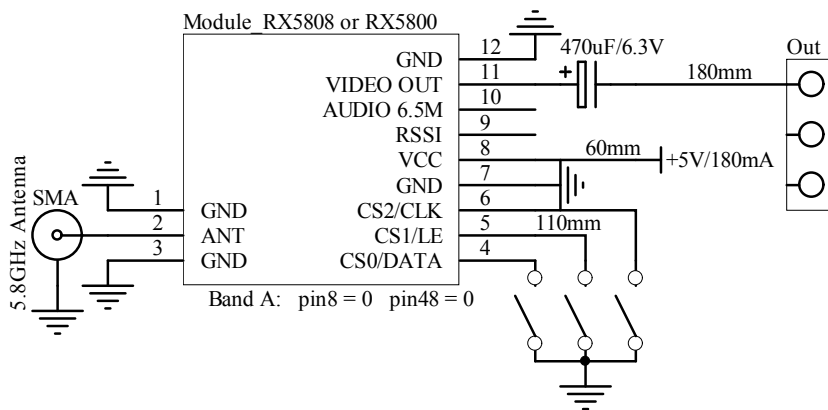 Module_RX5808 or RX5800
12
GND
470uF/6.3V
Out
VIDEO OUT
11
+
180mm
AUDIO 6.5M
10
RSSI
9
VCC
8
60mm
+5V/180mA
GND
7
5.8GHz Antenna
SMA
1
GND
CS2/CLK
6
110mm
2
ANT
CS1/LE
5
3
GND
CS0/DATA
4
Band A: pin8 = 0 pin48 = 0